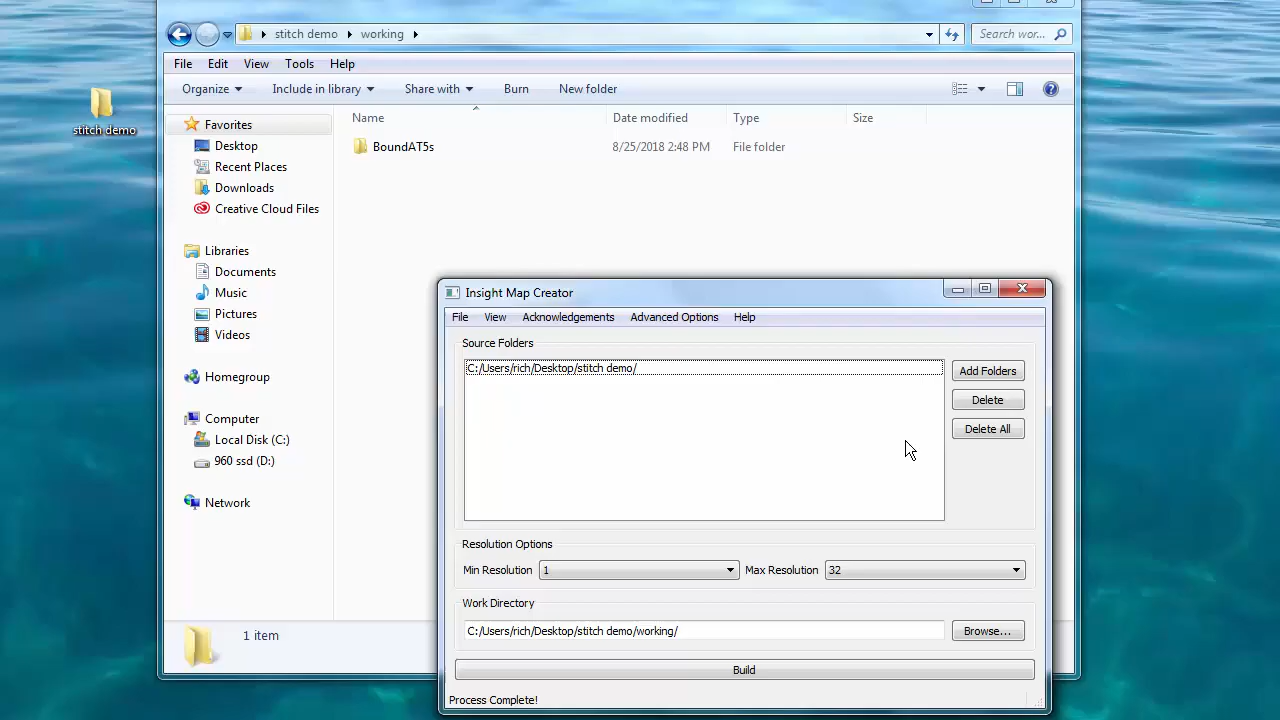 stitch demo
stitch demo working
Search wor...
File Edit View Tools Help
Organize Include in library Share with Burn New folder
Favorites
Desktop
Recent Places
Downloads
Creative Cloud Files
Libraries
Documents
Music
Pictures
Videos
Homegroup
Computer
Local Disk (C:)
960 ssd (D:)
Network
Name Date modified Type Size
BoundAT5s 8/25/2018 2:48 PM File folder
1 item
Insight Map Creator
File View Acknowledgements Advanced Options Help
Source Folders
C:/Users/rich/Desktop/stitch demo/
Add Folders
Delete
Delete All
Resolution Options
Min Resolution 1 Max Resolution 32
Work Directory
C:/Users/rich/Desktop/stitch demo/working/
Browse...
Build
Process Complete!